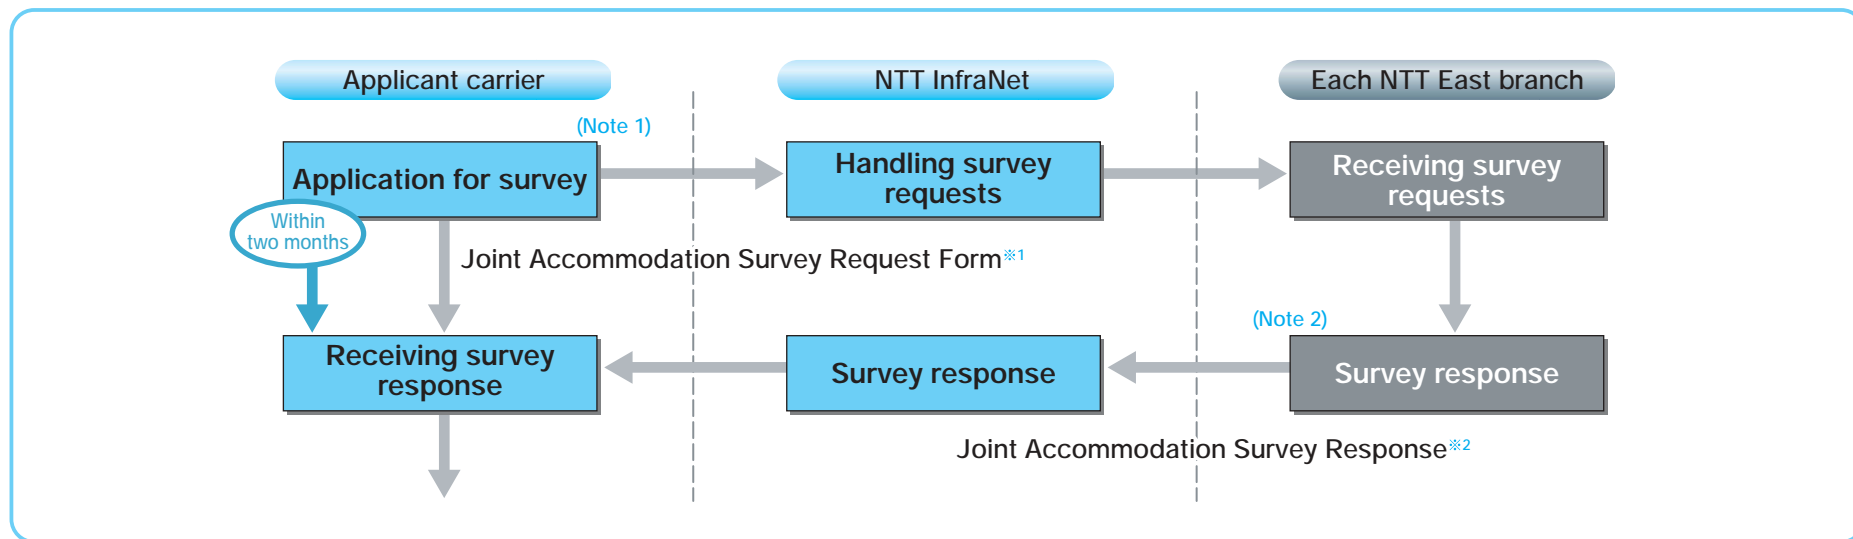 Applicant carrier
NTT InfraNet
Each NTT East branch
(Note 1)
Application for survey
Handling survey
requests
Receiving survey
requests
Within
two months
Joint Accommodation Survey Request Form※1
(Note 2)
Receiving survey
response
Survey response
Survey response
Joint Accommodation Survey Response※2